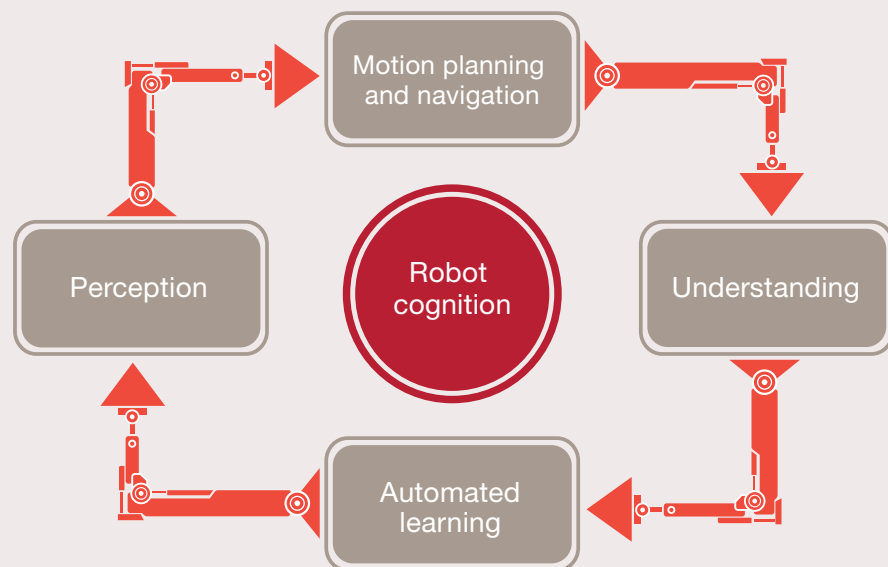 Motion planning
and navigation
Perception
Robot
cognition
Understanding
Automated
learning